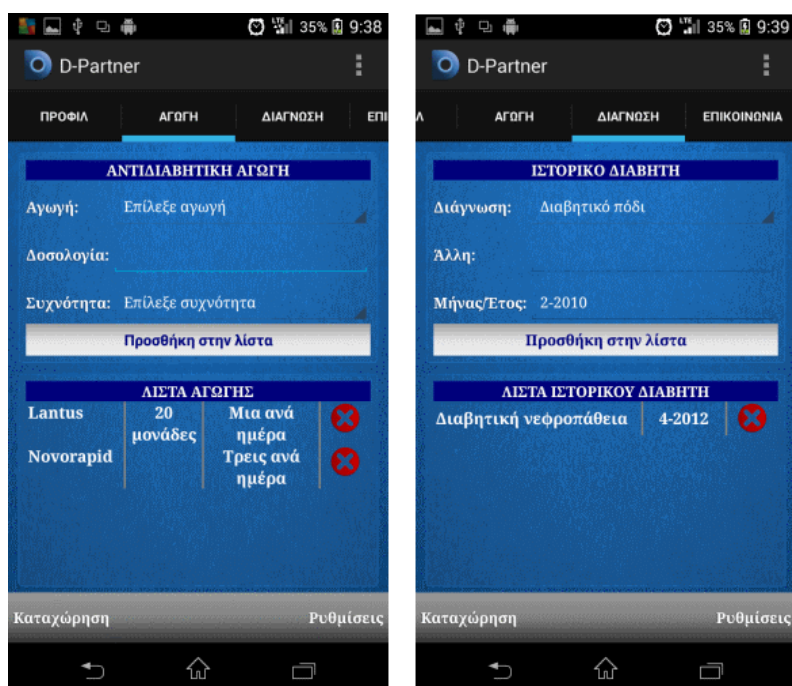 35% 9:38
D-Partner
ΠΡΟΦΙΛ ΑΓΩΓΗ ΔΙΑΓΝΩΣΗ ΕΠΙ
ΑΝΤΙΔΙΑΒΗΤΙΚΗ ΑΓΩΓΗ
Αγωγή: Επίλεξε αγωγή
Δοσολογία:
Συχνότητα: Επίλεξε συχνότητα
Προσθήκη στην λίστα
ΛΙΣΤΑ ΑΓΩΓΗΣ
Lantus 20 Μια ανά
μονάδες ημέρα
Novorapid Τρεις ανά
ημέρα
Καταχώρηση Ρυθμίσεις
LTE 35% 9:39
D-Partner
Λ ΑΓΩΓΗ ΔΙΑΓΝΩΣΗ ΕΠΙΚΟΙΝΩΝΙΑ
ΙΣΤΟΡΙΚΟ ΔΙΑΒΗΤΗ
Διάγνωση: Διαβητικό πόδι
Άλλη:
Μήνας/Έτος: 2-2010
Προσθήκη στην λίστα
ΛΙΣΤΑ ΙΣΤΟΡΙΚΟΥ ΔΙΑΒΗΤΗ
Διαβητική νεφροπάθεια 4-2012
Καταχώρηση Ρυθμίσεις